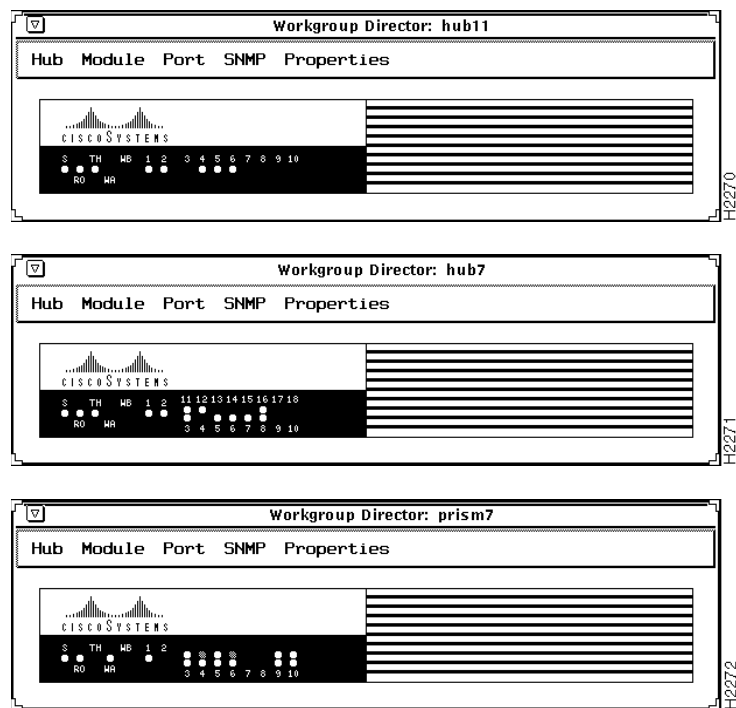 Workgroup Director: hub11
Hub Module Port SNMP Properties
CISCOSYSTEMS
S TH WB 1 2 3 4 5 6 7 8 9 10
RO WA
H2270
Workgroup Director: hub7
Hub Module Port SNMP Properties
CISCOSYSTEMS
11 12 13 14 15 16 17 18
S TH WB 1 2
RO WA 3 4 5 6 7 8 9 10
H2271
Workgroup Director: prism7
Hub Module Port SNMP Properties
CISCOSYSTEMS
S TH WB 1 2
RO WA 3 4 5 6 7 8 9 10
H2272